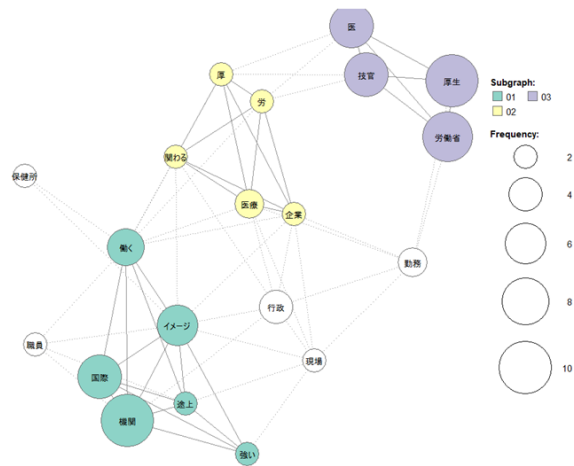 医
技官
厚生
労働省
厚
労
関わる
医療
企業
保健所
働く
勤務
行政
イメージ
職員
現場
国際
途上
機関
強い
Subgraph:
01 03
02
Frequency:
2
4
6
8
10